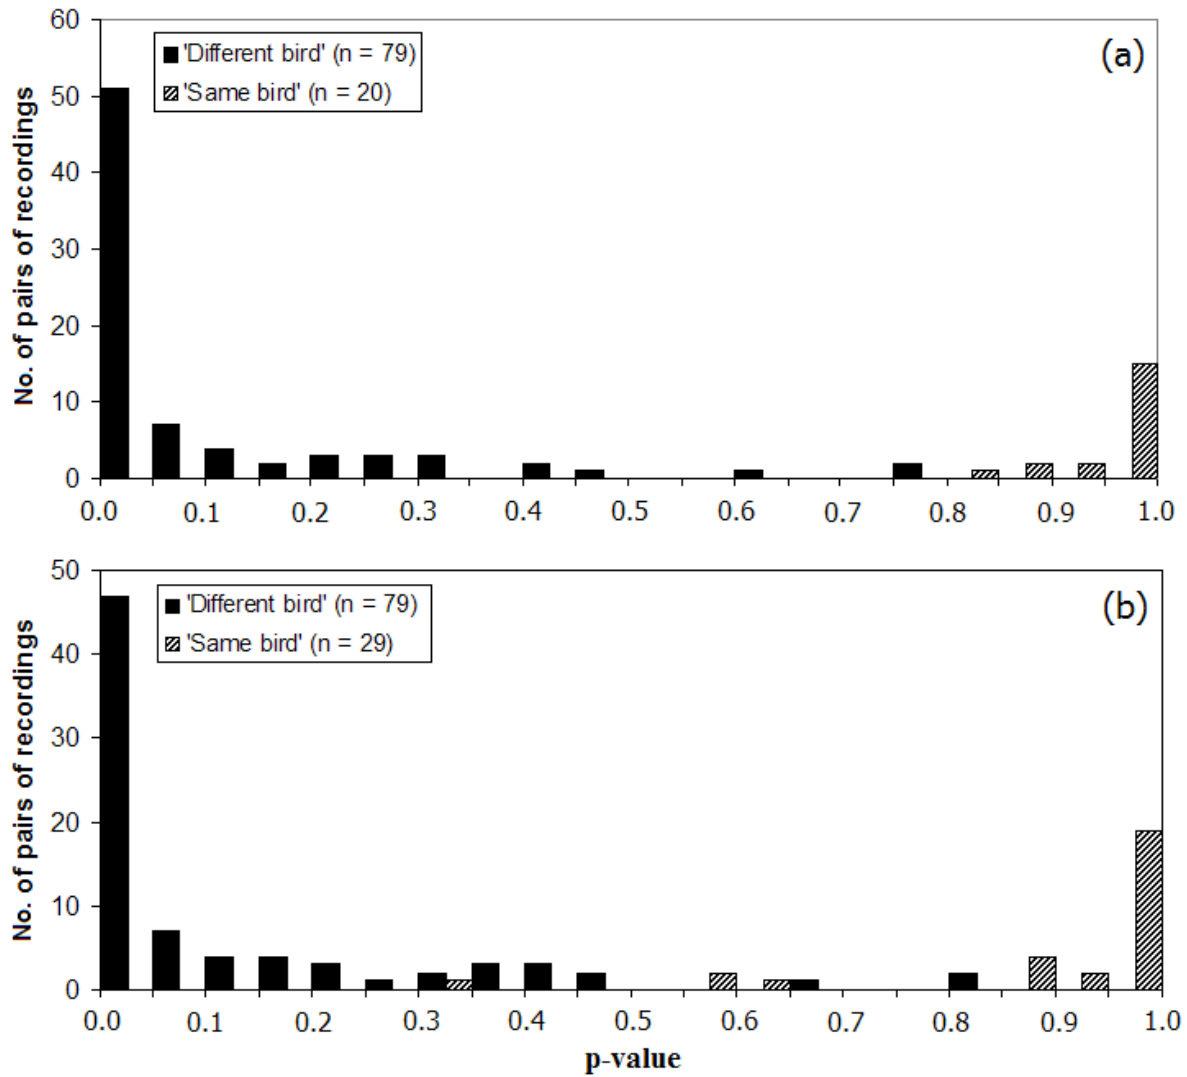 60
50
40
30
20
10
0
No. of pairs of recordings
'Different bird' (n = 79)
'Same bird' (n = 20)
(a)
0.0 0.1 0.2 0.3 0.4 0.5 0.6 0.7 0.8 0.9 1.0
50
40
30
20
10
0
No. of pairs of recordings
'Different bird' (n = 79)
'Same bird' (n = 29)
(b)
0.0 0.1 0.2 0.3 0.4 0.5 0.6 0.7 0.8 0.9 1.0
p-value